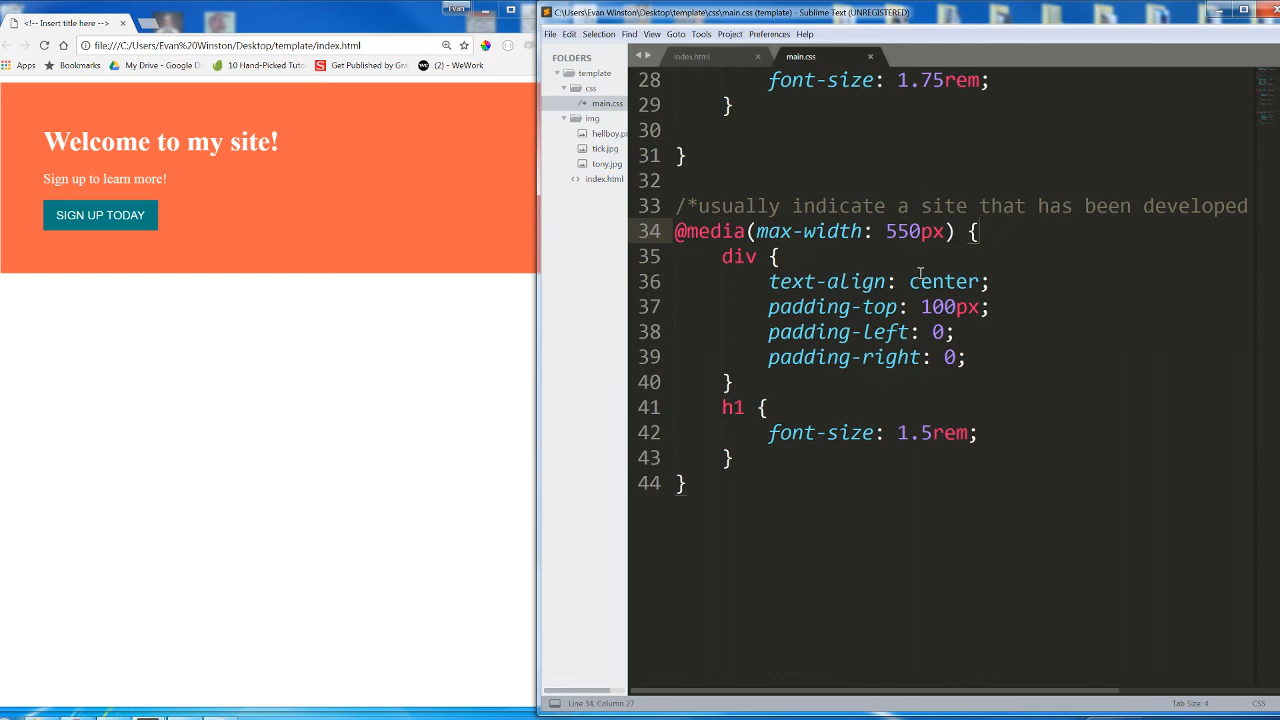 <!-- Insert title here -->
Evan
file:///C:/Users/Evan%20Winston/Desktop/template/index.html
Apps
Bookmarks
My Drive - Google D
10 Hand-Picked Tuto
Get Published by Gra
(-) WeWork
Welcome to my site!
Sign up to learn more!
SIGN UP TODAY
C:\Users\Evan Winston\Desktop\template\css\main.css (template) - Sublime Text (UNREGISTERED)
File Edit Selection Find View Goto Tools Project Preferences Help
FOLDERS
template
css
/* main.css
img
hellboy.pn
tick.jpg
tony.jpg
<> index.html
index.html
main.css
28 font-size: 1.75rem;
29 }
30
31 }
32
33 /*usually indicate a site that has been developed
34 @media(max-width: 550px) {
35 div {
36 text-align: center;
37 padding-top: 100px;
38 padding-left: 0;
39 padding-right: 0;
40 }
41 h1 {
42 font-size: 1.5rem;
43 }
44 }
Line 34, Column 27
Tab Size: 4
CSS